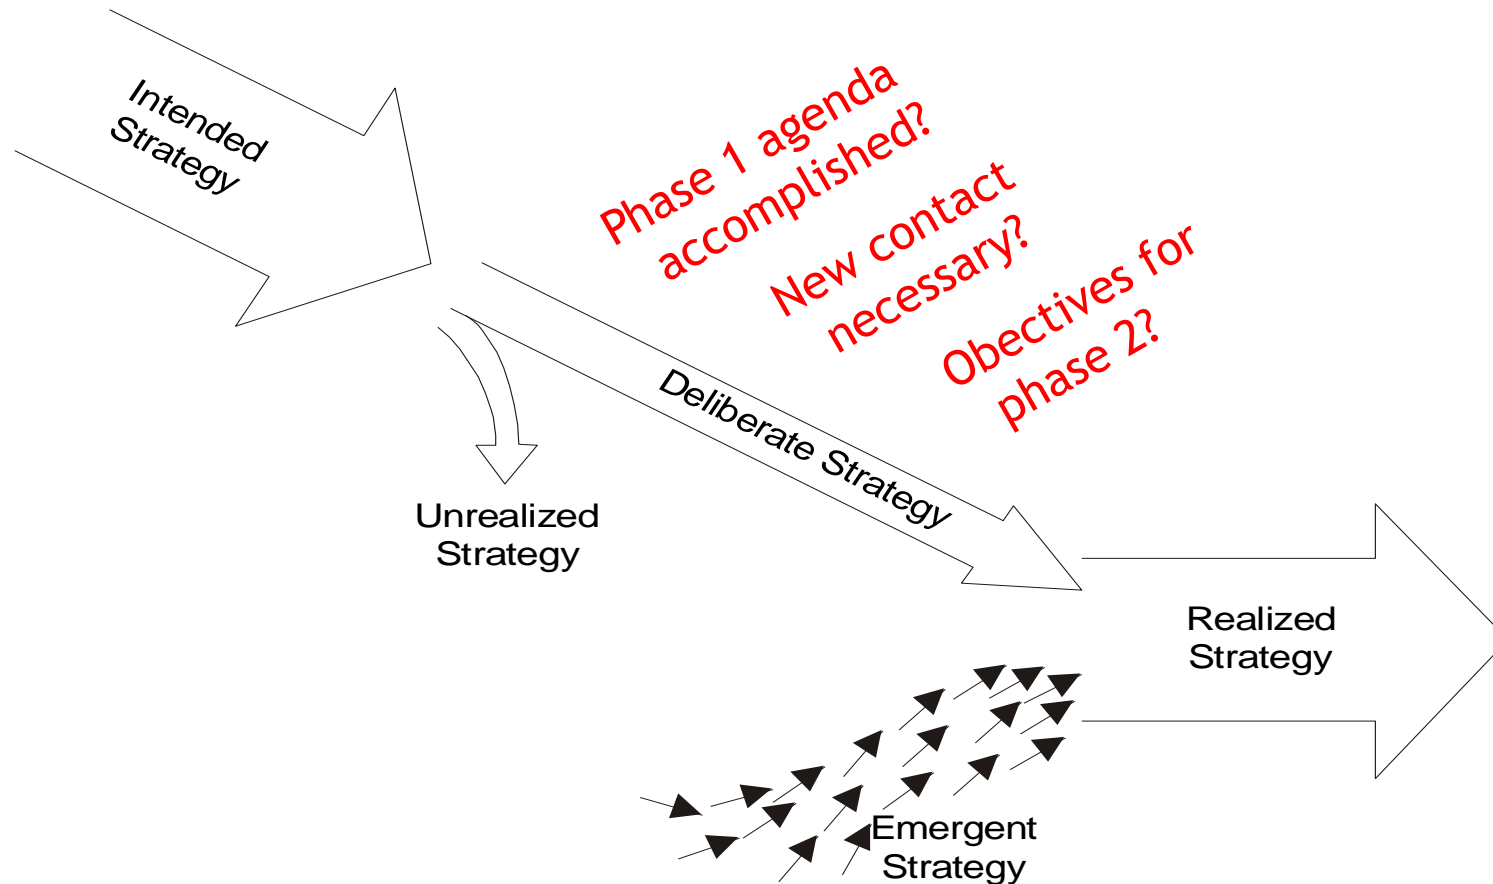 Intended
Strategy
Phase 1 agenda
accomplished?
New contact
necessary?
Obectives for
phase 2?
Deliberate Strategy
Unrealized
Strategy
Realized
Strategy
Emergent
Strategy